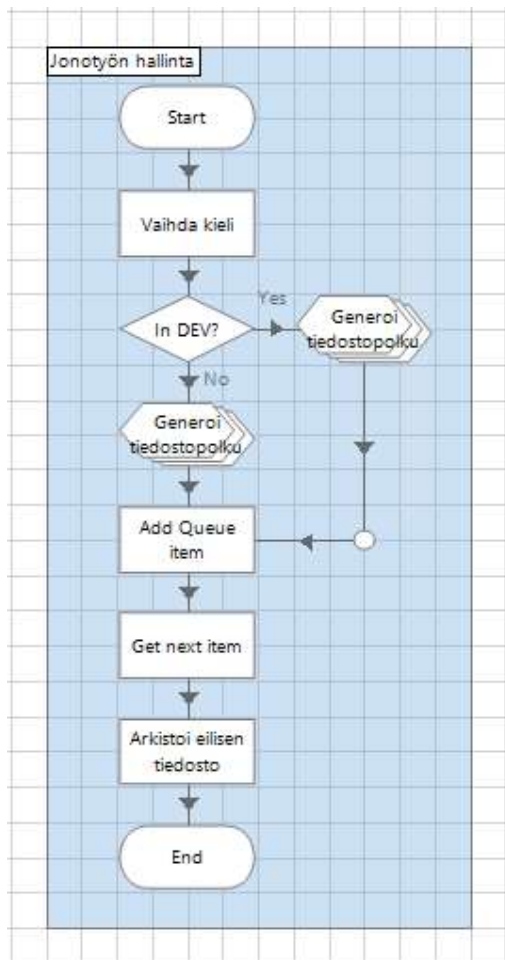 Jonotyön hallinta
Start
Vaihda kieli
In DEV?
Yes
Generoi
tiedostopolku
No
Generoi
tiedostopolku
Add Queue
item
Get next item
Arkistoi eilisen
tiedosto
End